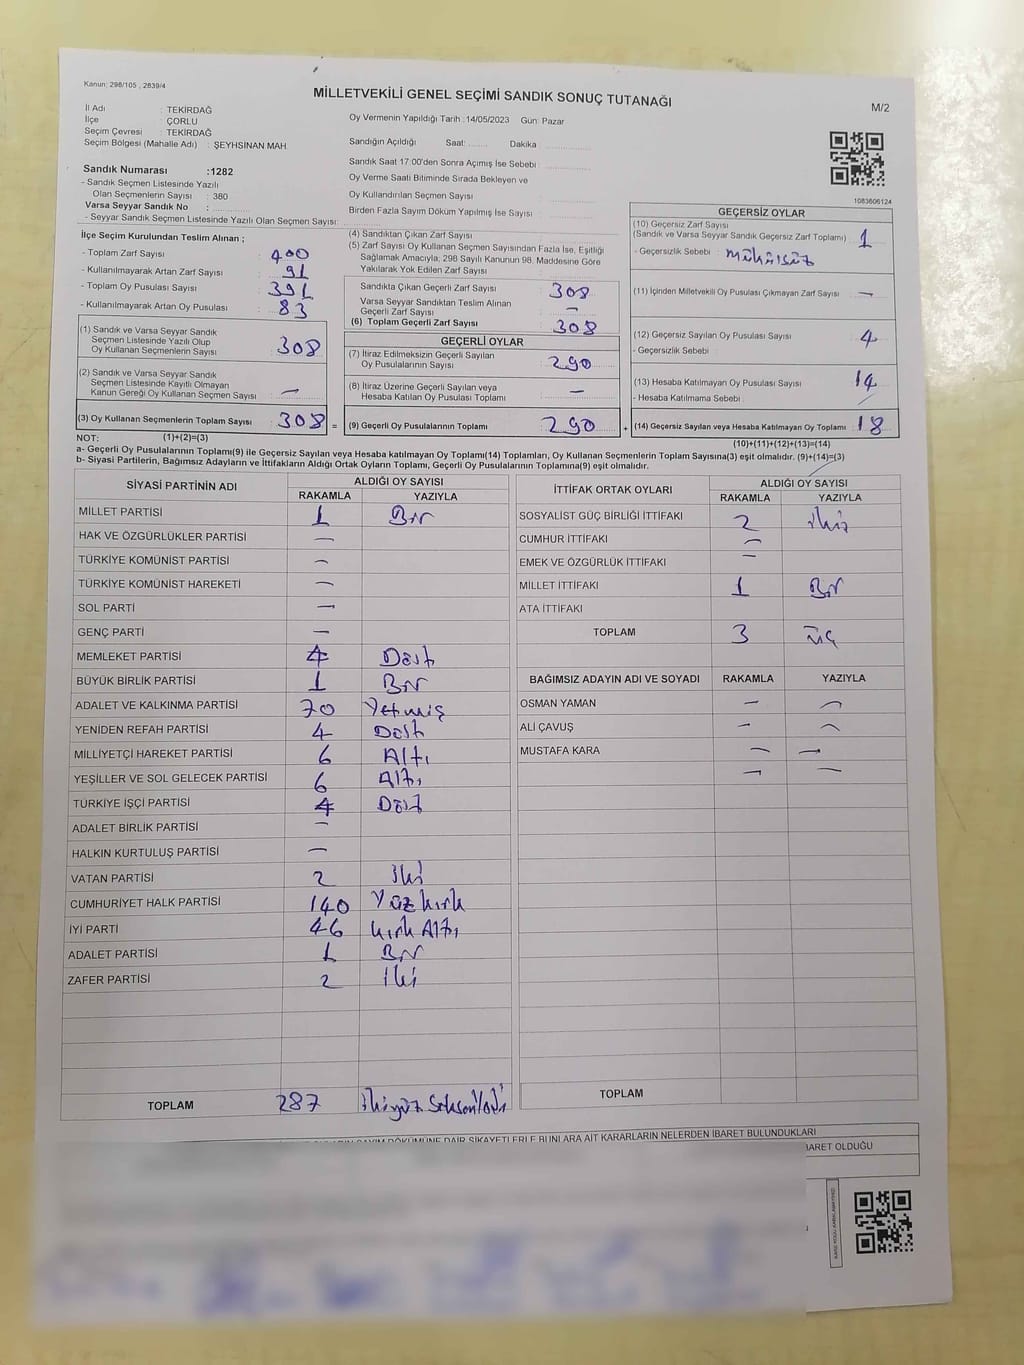 Kanun: 298/105 , 2839/4
MİLLETVEKİLİ GENEL SEÇİMİ SANDIK SONUÇ TUTANAĞI
M/2
İl Adı : TEKİRDAĞ
İlçe : ÇORLU
Seçim Çevresi : TEKİRDAĞ
Seçim Bölgesi (Mahalle Adı) : ŞEYHSİNAN MAH
Oy Vermenin Yapıldığı Tarih :14/05/2023 Gün: Pazar
Sandığın Açıldığı Saat: ....... Dakika ...............
Sandık Saat 17:00'den Sonra Açımış İse Sebebi :
Oy Verme Saati Bitiminde Sırada Bekleyen ve
Oy Kullandırılan Seçmen Sayısı
Birden Fazla Sayım Döküm Yapılmış İse Sayısı :
Sandık Numarası :1282
- Sandık Seçmen Listesinde Yazılı
Olan Seçmenlerin Sayısı : 380
Varsa Seyyar Sandık No :
- Seyyar Sandık Seçmen Listesinde Yazılı Olan Seçmen Sayısı:
1083606124
İlçe Seçim Kurulundan Teslim Alınan ;
- Toplam Zarf Sayısı : 400
- Kullanılmayarak Artan Zarf Sayısı : 91
- Toplam Oy Pusulası Sayısı : 391
- Kullanılmayarak Artan Oy Pusulası : 83
(1) Sandık ve Varsa Seyyar Sandık
Seçmen Listesinde Yazılı Olup
Oy Kullanan Seçmenlerin Sayısı : 308
(2) Sandık ve Varsa Seyyar Sandık
Seçmen Listesinde Kayıtlı Olmayan
Kanun Gereği Oy Kullanan Seçmen Sayısı : —
(3) Oy Kullanan Seçmenlerin Toplam Sayısı : 308 =
(4) Sandıktan Çıkan Zarf Sayısı
(5) Zarf Sayısı Oy Kullanan Seçmen Sayısından Fazla İse, Eşitliği
Sağlamak Amacıyla; 298 Sayılı Kanunun 98. Maddesine Göre
Yakılarak Yok Edilen Zarf Sayısı
Sandıkta Çıkan Geçerli Zarf Sayısı : 308
Varsa Seyyar Sandıktan Teslim Alınan
Geçerli Zarf Sayısı : —
(6) Toplam Geçerli Zarf Sayısı : 308
GEÇERLİ OYLAR
(7) İtiraz Edilmeksizin Geçerli Sayılan
Oy Pusulalarının Sayısı : 290
(8) İtiraz Üzerine Geçerli Sayılan veya
Hesaba Katılan Oy Pusulası Toplamı : —
(9) Geçerli Oy Pusulalarının Toplamı : 290 +
GEÇERSİZ OYLAR
(10) Geçersiz Zarf Sayısı
(Sandık ve Varsa Seyyar Sandık Geçersiz Zarf Toplamı) : 1
- Geçersizlik Sebebi : Mühürsüz
(11) İçinden Milletvekili Oy Pusulası Çıkmayan Zarf Sayısı : —
(12) Geçersiz Sayılan Oy Pusulası Sayısı : 4
- Geçersizlik Sebebi :
(13) Hesaba Katılmayan Oy Pusulası Sayısı : 14
- Hesaba Katılmama Sebebi :
(14) Geçersiz Sayılan veya Hesaba Katılmayan Oy Toplamı : 18
NOT: (1)+(2)=(3)
(10)+(11)+(12)+(13)=(14)
a- Geçerli Oy Pusulalarının Toplamı(9) ile Geçersiz Sayılan veya Hesaba Katılmayan Oy Toplamı(14) Toplamları, Oy Kullanan Seçmenlerin Toplam Sayısına(3) eşit olmalıdır. (9)+(14)=(3)
b- Siyasi Partilerin, Bağımsız Adayların ve İttifakların Aldığı Ortak Oyların Toplamı, Geçerli Oy Pusulalarının Toplamına(9) eşit olmalıdır.
SİYASİ PARTİNİN ADI
ALDIĞI OY SAYISI
RAKAMLA YAZIYLA
MİLLET PARTİSİ 1 Bir
HAK VE ÖZGÜRLÜKLER PARTİSİ —
TÜRKİYE KOMÜNİST PARTİSİ —
TÜRKİYE KOMÜNİST HAREKETİ —
SOL PARTİ —
GENÇ PARTİ —
MEMLEKET PARTİSİ 4 Dört
BÜYÜK BİRLİK PARTİSİ 1 Bir
ADALET VE KALKINMA PARTİSİ 70 Yetmiş
YENİDEN REFAH PARTİSİ 4 Dört
MİLLİYETÇİ HAREKET PARTİSİ 6 Altı
YEŞİLLER VE SOL GELECEK PARTİSİ 6 Altı
TÜRKİYE İŞÇİ PARTİSİ 4 Dört
ADALET BİRLİK PARTİSİ —
HALKIN KURTULUŞ PARTİSİ —
VATAN PARTİSİ 2 İki
CUMHURİYET HALK PARTİSİ 140 Yüz kırk
İYİ PARTİ 46 kırk Altı
ADALET PARTİSİ 1 Bir
ZAFER PARTİSİ 2 İki
TOPLAM 287 ikiyüz Seksen Yedi
İTTİFAK ORTAK OYLARI
ALDIĞI OY SAYISI
RAKAMLA YAZIYLA
SOSYALİST GÜÇ BİRLİĞİ İTTİFAKI 2 iki
CUMHUR İTTİFAKI —
EMEK VE ÖZGÜRLÜK İTTİFAKI —
MİLLET İTTİFAKI 1 Bir
ATA İTTİFAKI
TOPLAM 3 üç
BAĞIMSIZ ADAYIN ADI VE SOYADI RAKAMLA YAZIYLA
OSMAN YAMAN — —
ALİ ÇAVUŞ — —
MUSTAFA KARA — —
— —
TOPLAM
SAYIM DÖKÜMÜNE DAİR ŞİKAYETLERLE BUNLARA AİT KARARLARIN NELERDEN İBARET BULUNDUKLARI
İBARET OLDUĞU